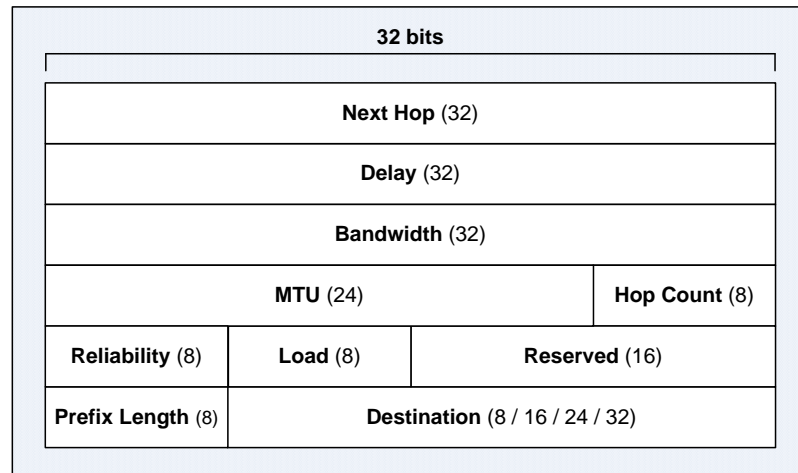 32 bits
Next Hop (32)
Delay (32)
Bandwidth (32)
MTU (24) Hop Count (8)
Reliability (8) Load (8) Reserved (16)
Prefix Length (8) Destination (8 / 16 / 24 / 32)